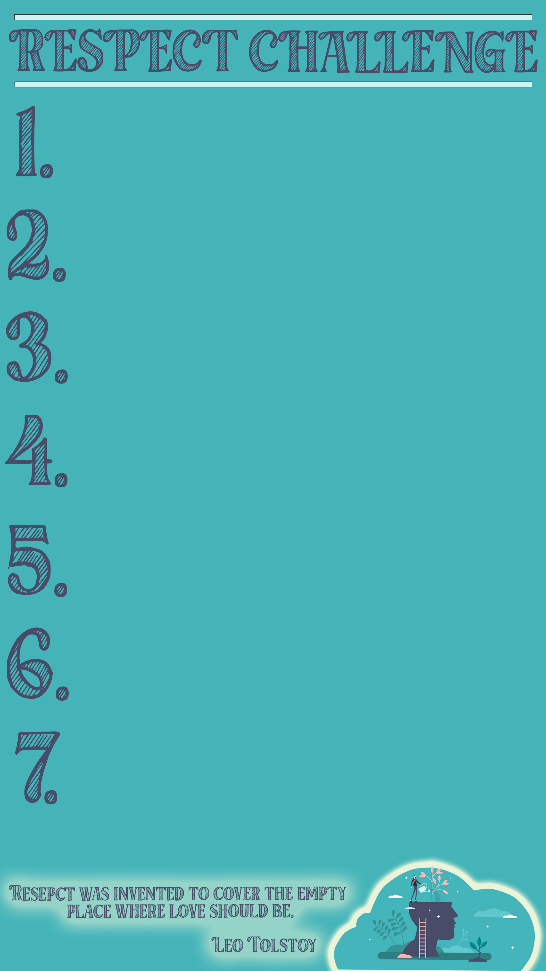 RESPECT CHALLENGE
1.
2.
3.
4.
5.
6.
7.
RESEPCT WAS INVENTED TO COVER THE EMPTY
PLACE WHERE LOVE SHOULD BE.
LEO TOLSTOY